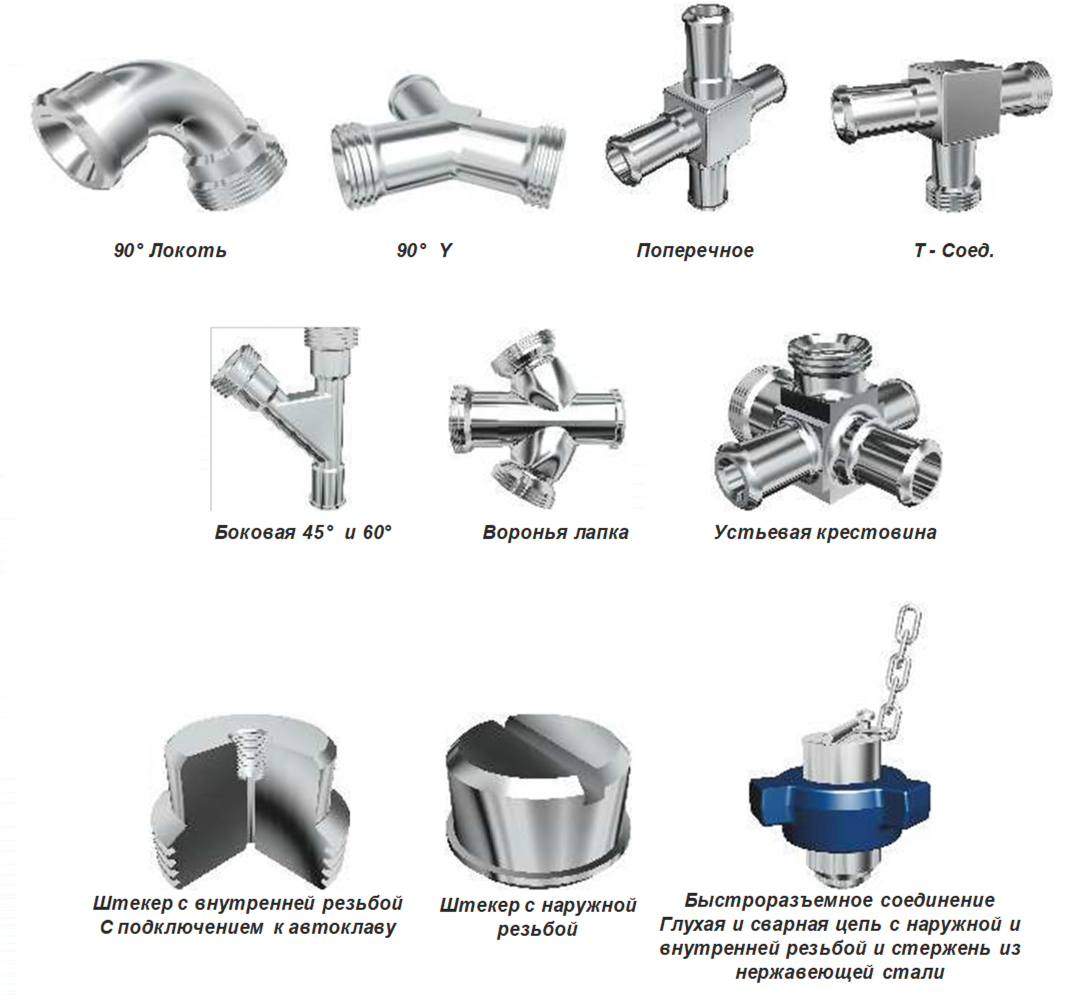 90° Локоть
90° Y
Поперечное
Т - Соед.
Боковая 45° и 60°
Воронья лапка
Устьевая крестовина
Штекер с внутренней резьбой
С подключением к автоклаву
Штекер с наружной
резьбой
Быстроразъемное соединение
Глухая и сварная цепь с наружной и
внутренней резьбой и стержень из
нержавеющей стали